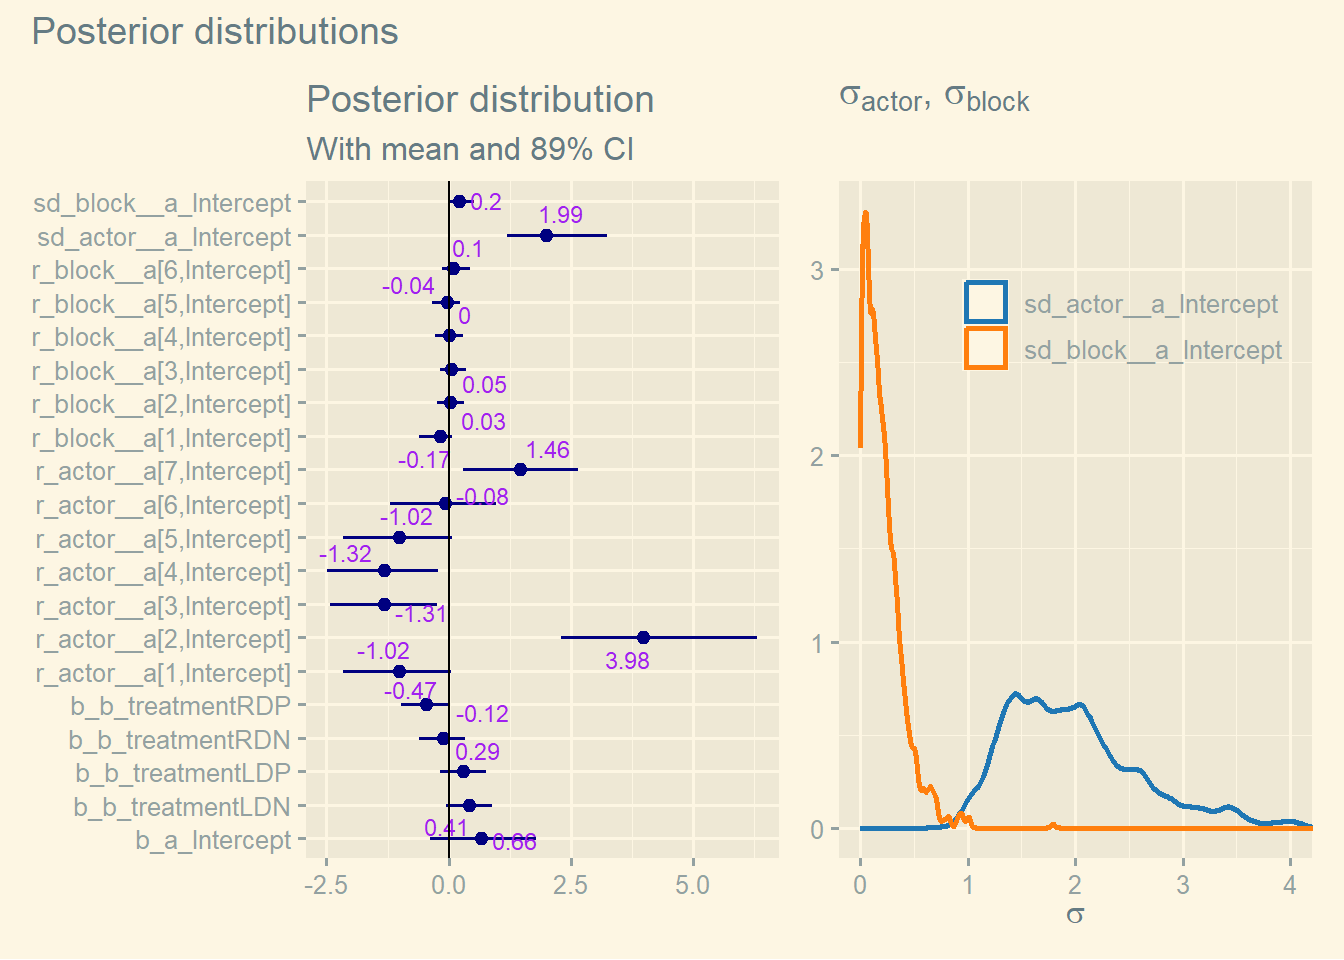 Posterior distributions
Posterior distribution
With mean and 89% CI
sd_block__a_Intercept
sd_actor__a_Intercept
r_block__a[6,Intercept]
r_block__a[5,Intercept]
r_block__a[4,Intercept]
r_block__a[3,Intercept]
r_block__a[2,Intercept]
r_block__a[1,Intercept]
r_actor__a[7,Intercept]
r_actor__a[6,Intercept]
r_actor__a[5,Intercept]
r_actor__a[4,Intercept]
r_actor__a[3,Intercept]
r_actor__a[2,Intercept]
r_actor__a[1,Intercept]
b_b_treatmentRDP
b_b_treatmentRDN
b_b_treatmentLDP
b_b_treatmentLDN
b_a_Intercept
0.2
1.99
0.1
-0.04
0
0.05
0.03
-0.17
1.46
-0.08
-1.02
-1.32
-1.31
3.98
-1.02
-0.47
-0.12
0.29
0.41
0.66
-2.5 0.0 2.5 5.0
σactor, σblock
3
2
1
0
sd_actor__a_Intercept
sd_block__a_Intercept
0 1 2 3 4
σ